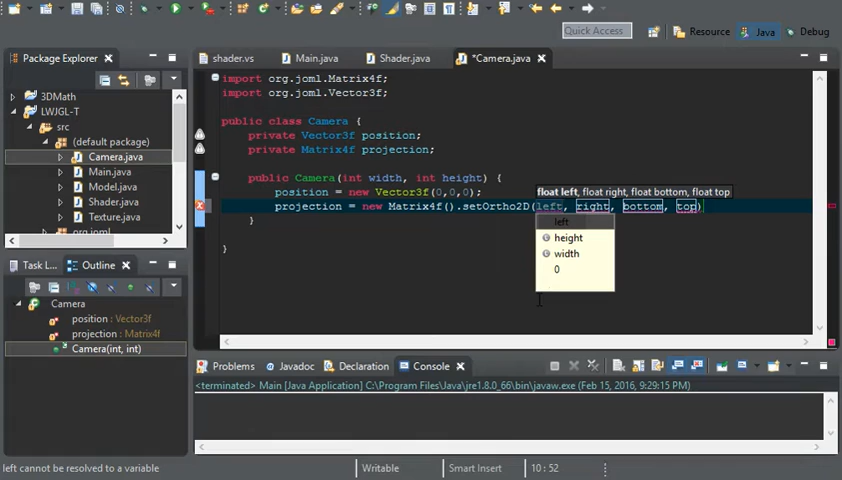 Quick Access
Resource
Java
Debug
Package Explorer
shader.vs
Main.java
Shader.java
*Camera.java
3DMath
LWJGL-T
src
(default package)
Camera.java
Main.java
Model.java
Shader.java
Texture.java
org.joml
import org.joml.Matrix4f;
import org.joml.Vector3f;
public class Camera {
private Vector3f position;
private Matrix4f projection;
public Camera(int width, int height) {
position = new Vector3f(0,0,0);
float left, float right, float bottom, float top
projection = new Matrix4f().setOrtho2D(left, right, bottom, top)
}
}
left
height
width
0
Task L...
Outline
Camera
position : Vector3f
projection : Matrix4f
Camera(int, int)
Problems
Javadoc
Declaration
Console
<terminated> Main [Java Application] C:\Program Files\Java\jre1.8.0_66\bin\javaw.exe (Feb 15, 2016, 9:29:15 PM)
left cannot be resolved to a variable
Writable
Smart Insert
10 : 52